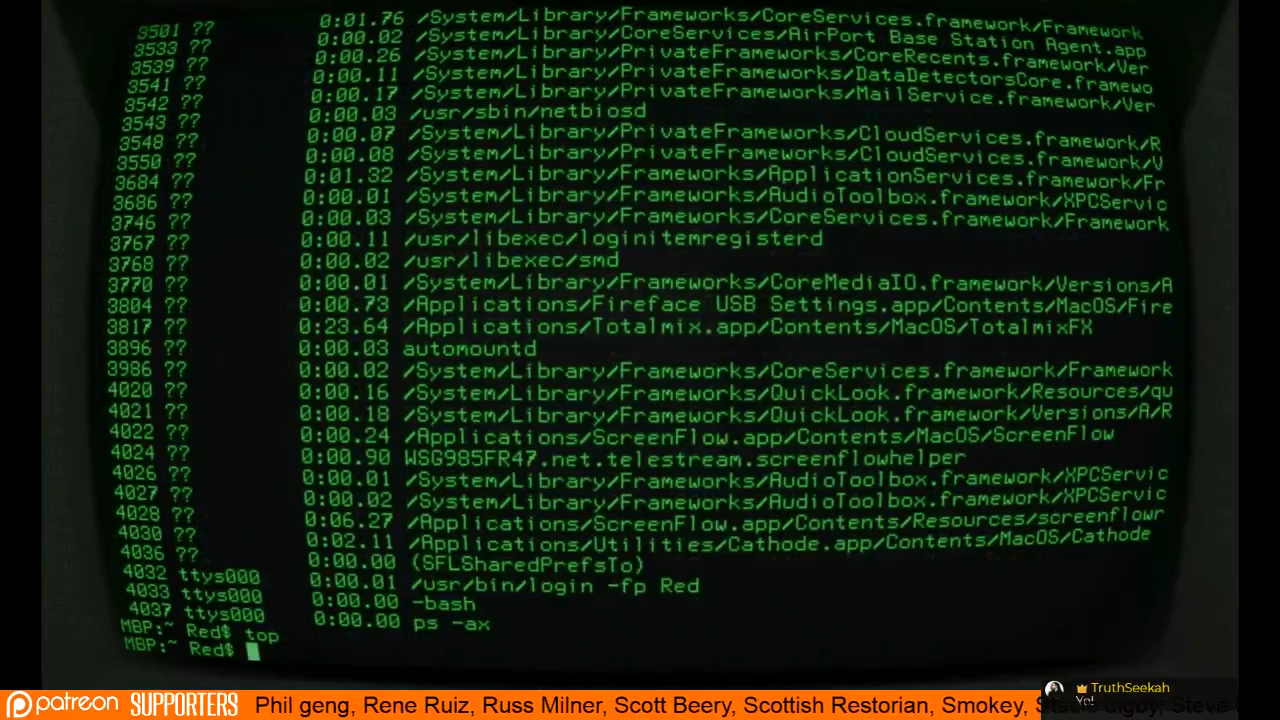 3501 ?? 0:01.76 /System/Library/Frameworks/CoreServices.framework/Framework
3533 ?? 0:00.02 /System/Library/CoreServices/AirPort Base Station Agent.app
3539 ?? 0:00.26 /System/Library/PrivateFrameworks/CoreRecents.framework/Ver
3541 ?? 0:00.11 /System/Library/PrivateFrameworks/DataDetectorsCore.framewo
3542 ?? 0:00.17 /System/Library/PrivateFrameworks/MailService.framework/Ver
3543 ?? 0:00.03 /usr/sbin/netbiosd
3548 ?? 0:00.07 /System/Library/PrivateFrameworks/CloudServices.framework/R
3550 ?? 0:00.08 /System/Library/PrivateFrameworks/CloudServices.framework/V
3684 ?? 0:01.32 /System/Library/Frameworks/ApplicationServices.framework/Fr
3686 ?? 0:00.01 /System/Library/Frameworks/AudioToolbox.framework/XPCServic
3746 ?? 0:00.03 /System/Library/Frameworks/CoreServices.framework/Framework
3767 ?? 0:00.11 /usr/libexec/loginitemregisterd
3768 ?? 0:00.02 /usr/libexec/smd
3770 ?? 0:00.01 /System/Library/Frameworks/CoreMediaIO.framework/Versions/A
3804 ?? 0:00.73 /Applications/Fireface USB Settings.app/Contents/MacOS/Fire
3817 ?? 0:23.64 /Applications/Totalmix.app/Contents/MacOS/TotalmixFX
3896 ?? 0:00.03 automountd
3986 ?? 0:00.02 /System/Library/Frameworks/CoreServices.framework/Framework
4020 ?? 0:00.16 /System/Library/Frameworks/QuickLook.framework/Resources/qu
4021 ?? 0:00.18 /System/Library/Frameworks/QuickLook.framework/Versions/A/R
4022 ?? 0:00.24 /Applications/ScreenFlow.app/Contents/MacOS/ScreenFlow
4024 ?? 0:00.90 WSG985FR47.net.telestream.screenflowhelper
4026 ?? 0:00.01 /System/Library/Frameworks/AudioToolbox.framework/XPCServic
4027 ?? 0:00.02 /System/Library/Frameworks/AudioToolbox.framework/XPCServic
4028 ?? 0:06.27 /Applications/ScreenFlow.app/Contents/Resources/screenflowr
4030 ?? 0:02.11 /Applications/Utilities/Cathode.app/Contents/MacOS/Cathode
4036 ?? 0:00.00 (SFLSharedPrefsTo)
4032 ttys000 0:00.01 /usr/bin/login -fp Red
4033 ttys000 0:00.00 -bash
4037 ttys000 0:00.00 ps -ax
MBP:~ Red$ top
MBP:~ Red$
patreon SUPPORTERS Phil geng, Rene Ruiz, Russ Milner, Scott Beery, Scottish Restorian, Smokey,
TruthSeekah
Yo!